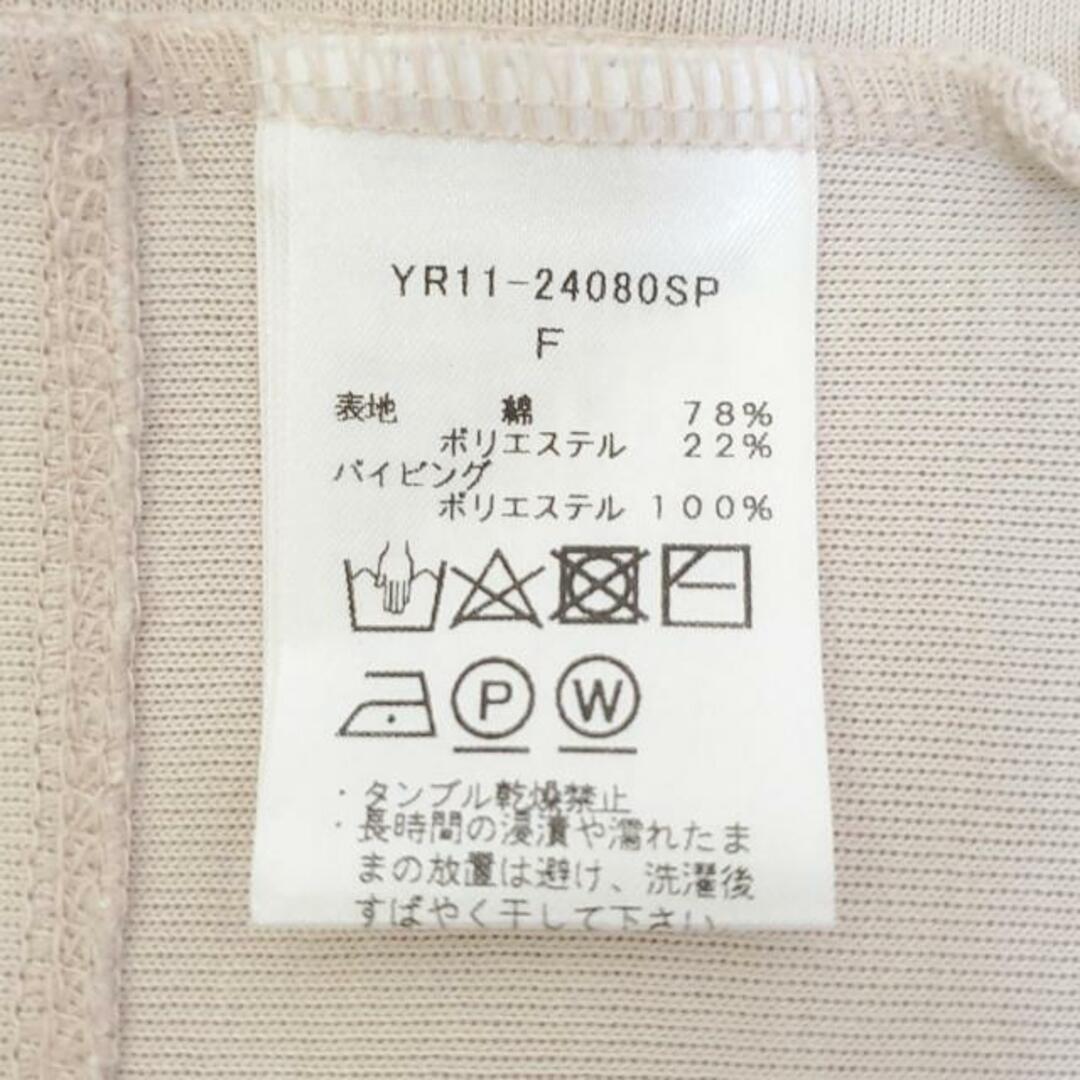 YR11-24080SP
F
表地 綿 78%
ポリエステル 22%
パイピング
ポリエステル 100%
P W
・タンブル乾燥禁止
・長時間の浸漬や濡れたま
まの放置は避け、洗濯後
すばやく干して下さい